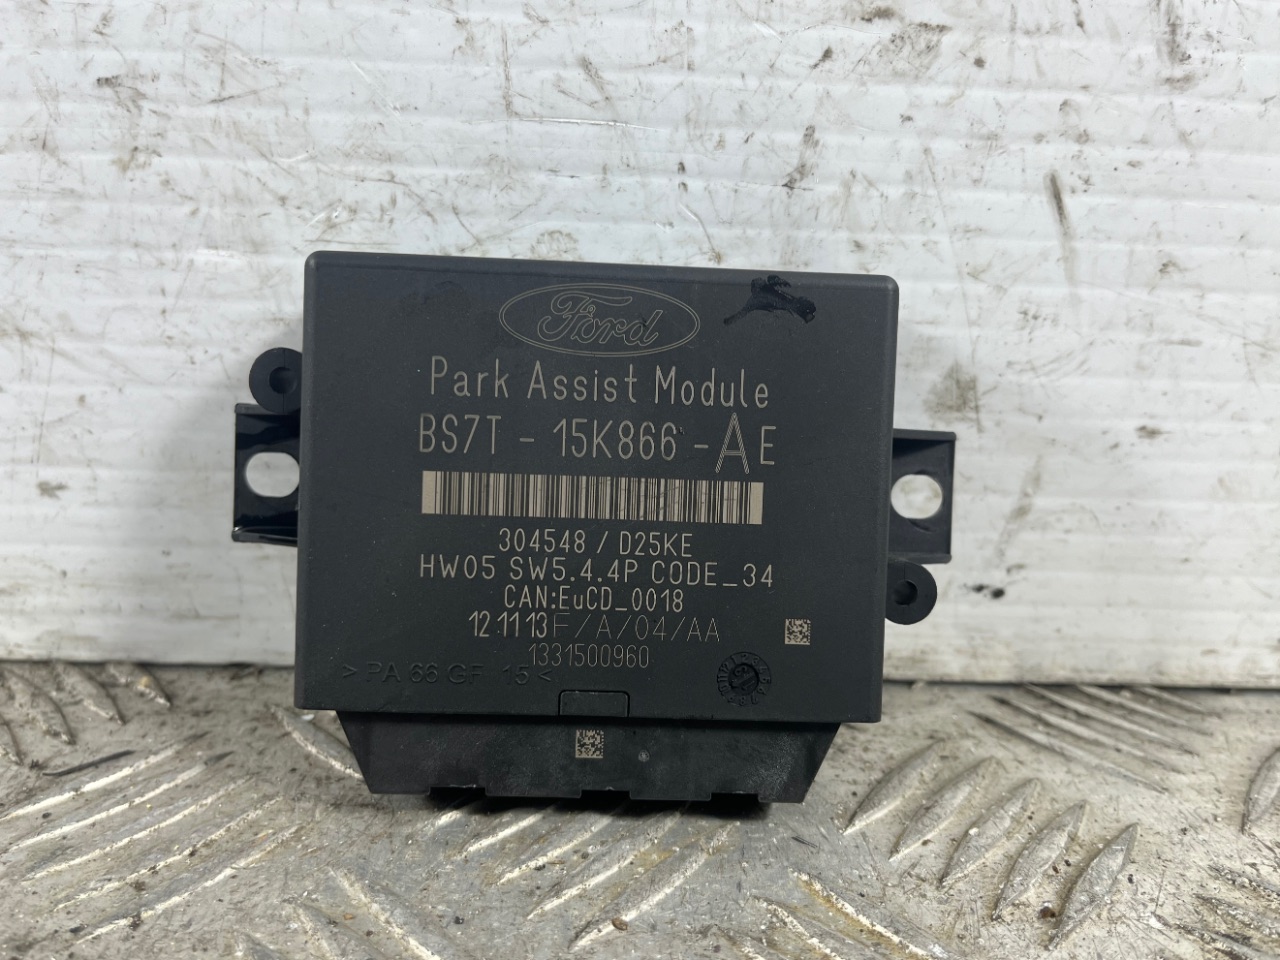 Ford
Park Assist Module
BS7T - 15K866 - AE
304548 / D25KE
HW05 SW5.4.4P CODE_34
CAN:EuCD_0018
12 11 13F/A/04/AA
1331500960
> PA 66 GF 15 <